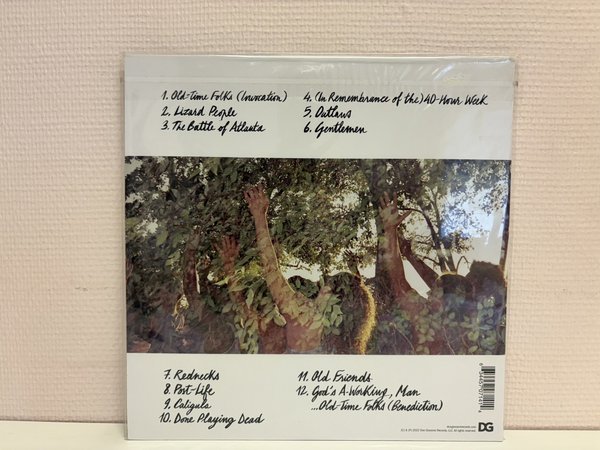 1. Old-Time Folks (Invocation)
2. Lizard People
3. The Battle of Atlanta
4. (In Remembrance of the) 40-Hour Week
5. Outlaws
6. Gentlemen
7. Rednecks
8. Post-Life
9. Caligula
10. Done Playing Dead
11. Old Friends
12. God's A-Working, Man
...Old-Time Folks (Benediction)
DG